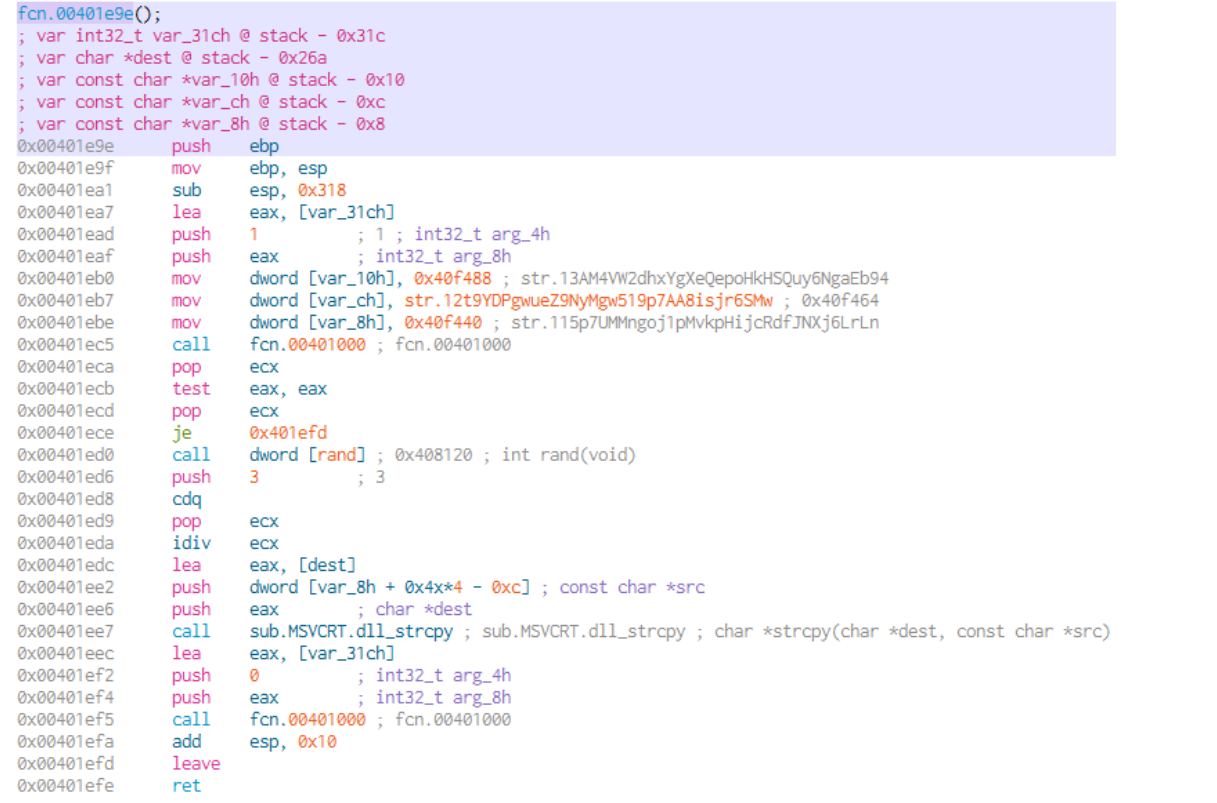 fcn.00401e9e();
; var int32_t var_31ch @ stack - 0x31c
; var char *dest @ stack - 0x26a
; var const char *var_10h @ stack - 0x10
; var const char *var_ch @ stack - 0xc
; var const char *var_8h @ stack - 0x8
0x00401e9e push ebp
0x00401e9f mov ebp, esp
0x00401ea1 sub esp, 0x318
0x00401ea7 lea eax, [var_31ch]
0x00401ead push 1 ; 1 ; int32_t arg_4h
0x00401eaf push eax ; int32_t arg_8h
0x00401eb0 mov dword [var_10h], 0x40f488 ; str.13AM4VW2dhxYgXeQepoHkHSQuy6NgaEb94
0x00401eb7 mov dword [var_ch], str.12t9YDPgwueZ9NyMgw519p7AA8isjr6SMw ; 0x40f464
0x00401ebe mov dword [var_8h], 0x40f440 ; str.115p7UMMngoj1pMvkpHijcRdfJNXj6LrLn
0x00401ec5 call fcn.00401000 ; fcn.00401000
0x00401eca pop ecx
0x00401ecb test eax, eax
0x00401ecd pop ecx
0x00401ece je 0x401efd
0x00401ed0 call dword [rand] ; 0x408120 ; int rand(void)
0x00401ed6 push 3 ; 3
0x00401ed8 cdq
0x00401ed9 pop ecx
0x00401eda idiv ecx
0x00401edc lea eax, [dest]
0x00401ee2 push dword [var_8h + 0x4x*4 - 0xc] ; const char *src
0x00401ee6 push eax ; char *dest
0x00401ee7 call sub.MSVCRT.dll_strcpy ; sub.MSVCRT.dll_strcpy ; char *strcpy(char *dest, const char *src)
0x00401eec lea eax, [var_31ch]
0x00401ef2 push 0 ; int32_t arg_4h
0x00401ef4 push eax ; int32_t arg_8h
0x00401ef5 call fcn.00401000 ; fcn.00401000
0x00401efa add esp, 0x10
0x00401efd leave
0x00401efe ret